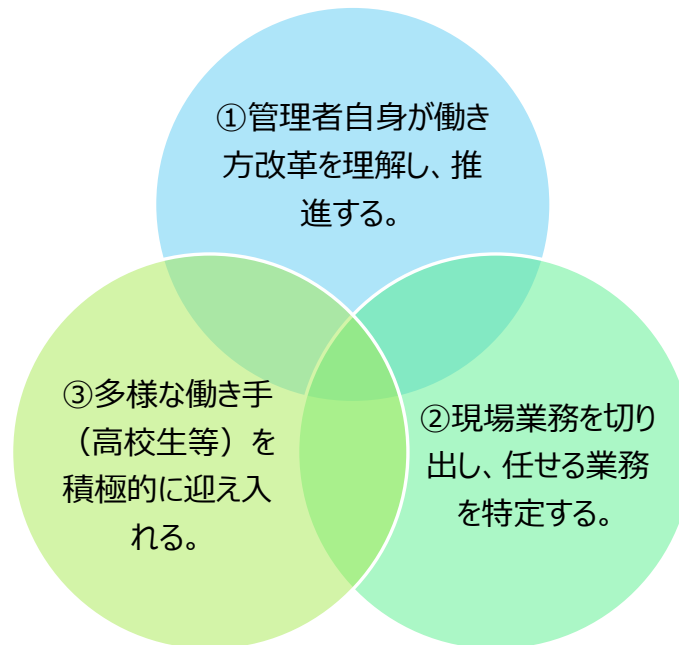 ①管理者自身が働き
方改革を理解し、推
進する。
③多様な働き手
（高校生等）を
積極的に迎え入
れる。
②現場業務を切り
出し、任せる業務
を特定する。